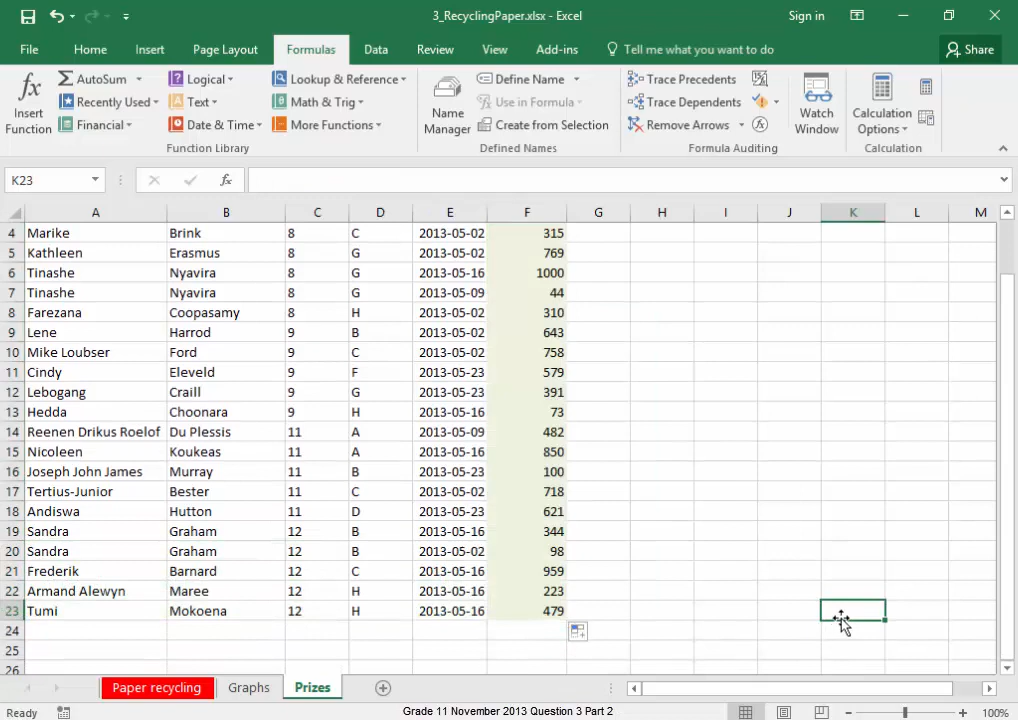 3_RecyclingPaper.xlsx - Excel
Sign in
File Home Insert Page Layout Formulas Data Review View Add-ins Tell me what you want to do Share
fx Insert Function
AutoSum
Recently Used
Financial
Logical
Text
Date & Time
Lookup & Reference
Math & Trig
More Functions
Function Library
Name Manager
Define Name
Use in Formula
Create from Selection
Defined Names
Trace Precedents
Trace Dependents
Remove Arrows
fx
Formula Auditing
Watch Window
Calculation Options
Calculation
K23 fx
A B C D E F G H I J K L M
4 Marike Brink 8 C 2013-05-02 315
5 Kathleen Erasmus 8 G 2013-05-02 769
6 Tinashe Nyavira 8 G 2013-05-16 1000
7 Tinashe Nyavira 8 G 2013-05-09 44
8 Farezana Coopasamy 8 H 2013-05-02 310
9 Lene Harrod 9 B 2013-05-02 643
10 Mike Loubser Ford 9 C 2013-05-02 758
11 Cindy Eleveld 9 F 2013-05-23 579
12 Lebogang Craill 9 G 2013-05-23 391
13 Hedda Choonara 9 H 2013-05-16 73
14 Reenen Drikus Roelof Du Plessis 11 A 2013-05-09 482
15 Nicoleen Koukeas 11 A 2013-05-16 850
16 Joseph John James Murray 11 B 2013-05-23 100
17 Tertius-Junior Bester 11 C 2013-05-02 718
18 Andiswa Hutton 11 D 2013-05-23 621
19 Sandra Graham 12 B 2013-05-16 344
20 Sandra Graham 12 B 2013-05-02 98
21 Frederik Barnard 12 C 2013-05-16 959
22 Armand Alewyn Maree 12 H 2013-05-16 223
23 Tumi Mokoena 12 H 2013-05-16 479
24
25
26
Paper recycling Graphs Prizes
Ready Grade 11 November 2013 Question 3 Part 2 100%